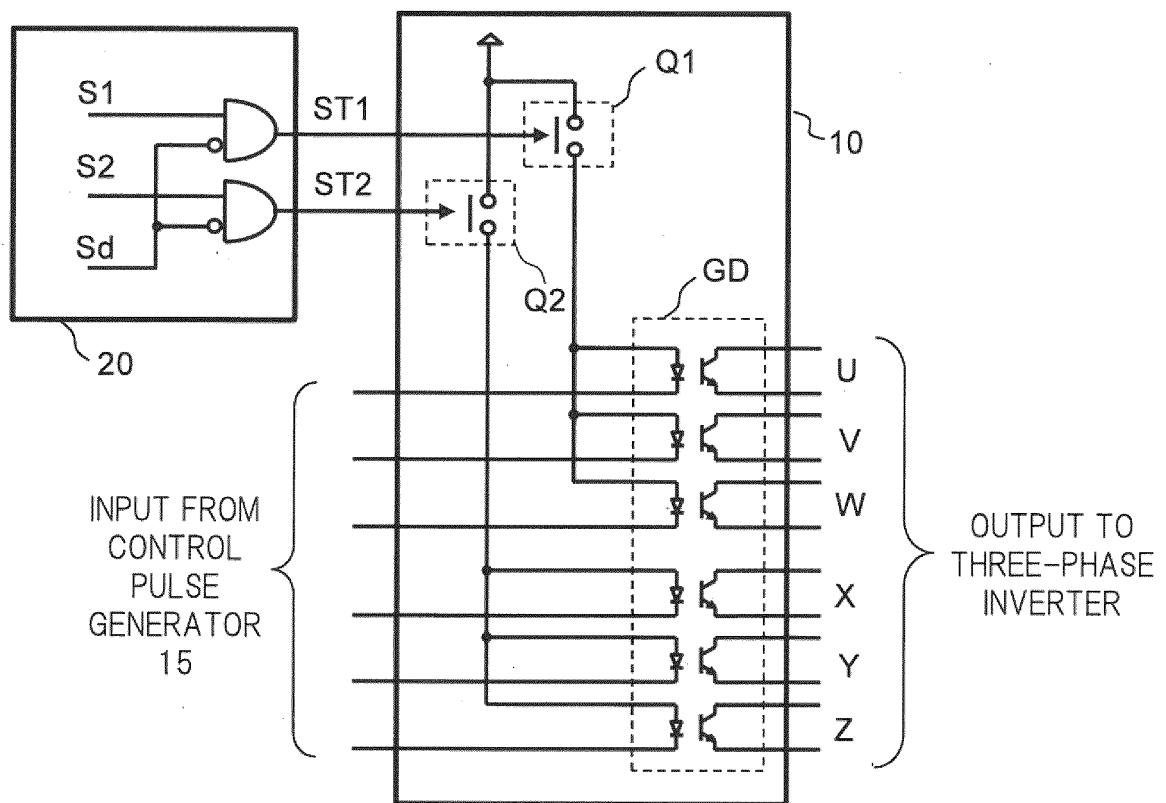 S1
S2
Sd
20
ST1
ST2
Q1
Q2
10
GD
U
V
W
X
Y
Z
INPUT FROM
CONTROL
PULSE
GENERATOR
15
OUTPUT TO
THREE-PHASE
INVERTER